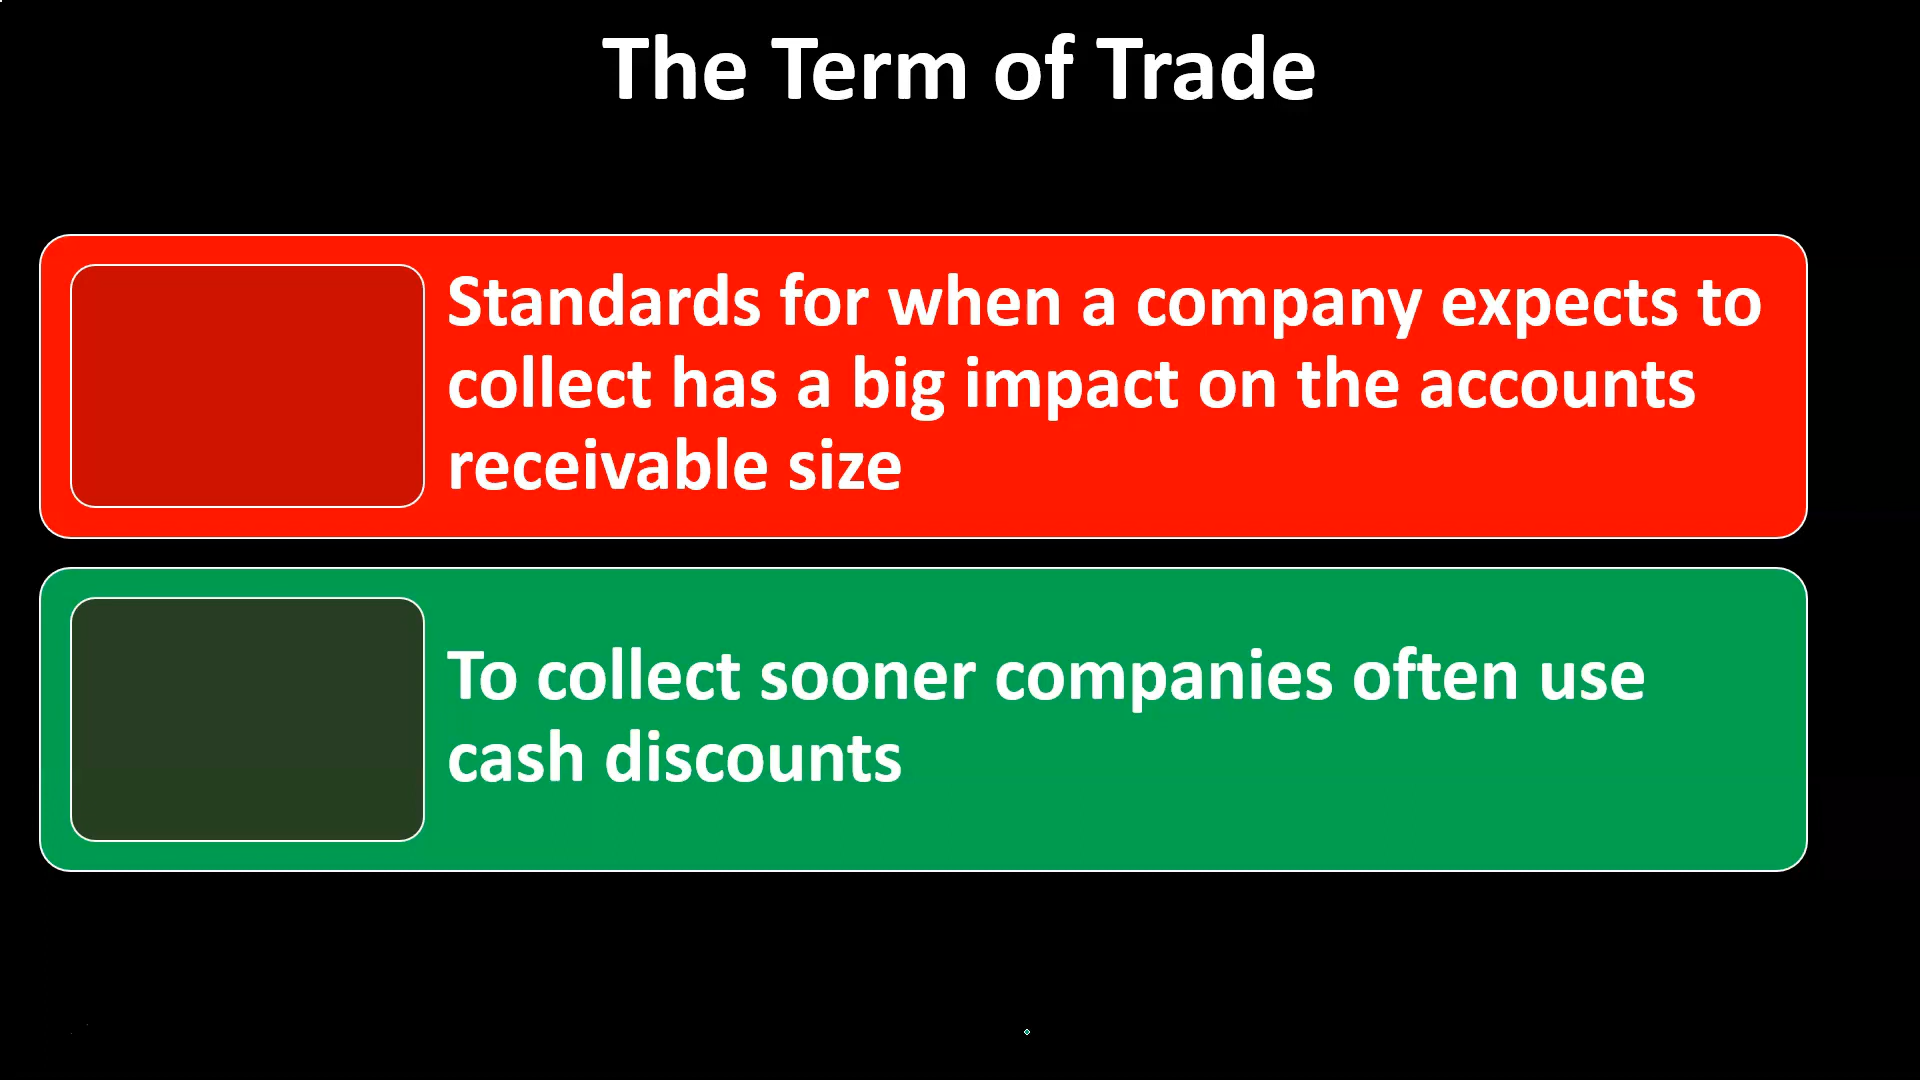 The Term of Trade
Standards for when a company expects to
collect has a big impact on the accounts
receivable size
To collect sooner companies often use
cash discounts